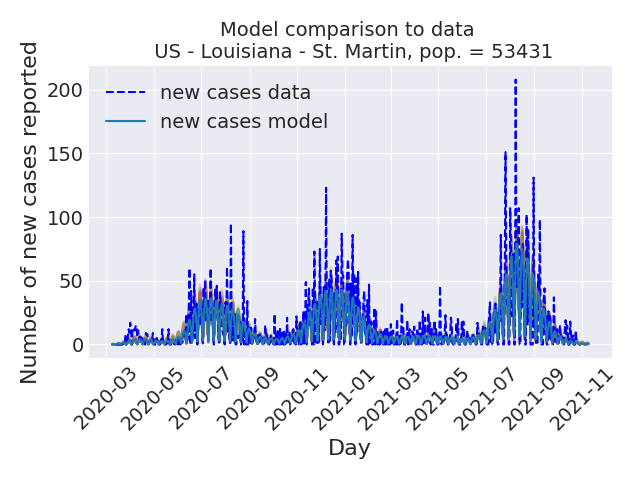 Model comparison to data
US - Louisiana - St. Martin, pop. = 53431
Number of new cases reported
200
150
100
50
0
new cases data
new cases model
2020-03
2020-05
2020-07
2020-09
2020-11
2021-01
2021-03
2021-05
2021-07
2021-09
2021-11
Day